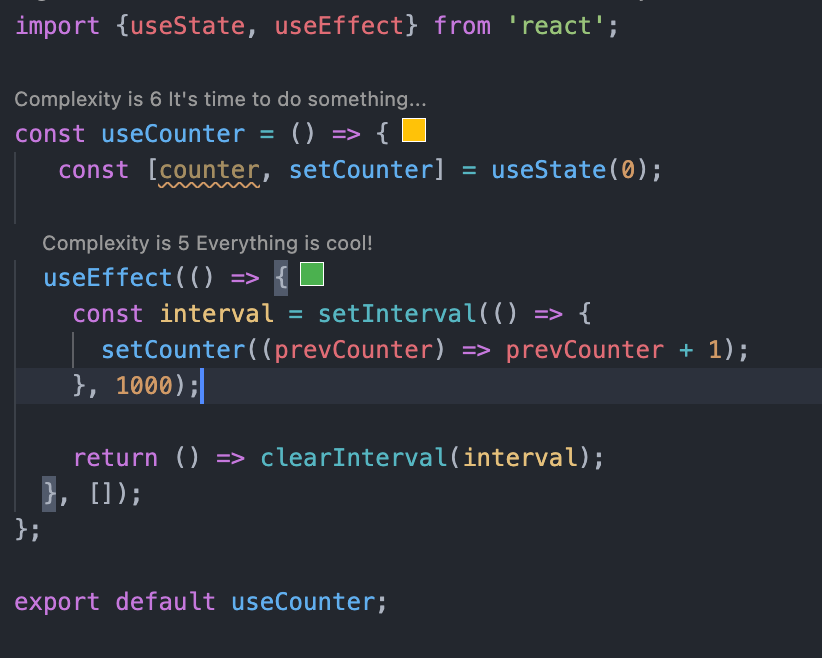 import {useState, useEffect} from 'react';
Complexity is 6 It's time to do something...
const useCounter = () => {
const [counter, setCounter] = useState(0);
Complexity is 5 Everything is cool!
useEffect(() => {
const interval = setInterval(() => {
setCounter((prevCounter) => prevCounter + 1);
}, 1000);
return () => clearInterval(interval);
}, []);
};
export default useCounter;